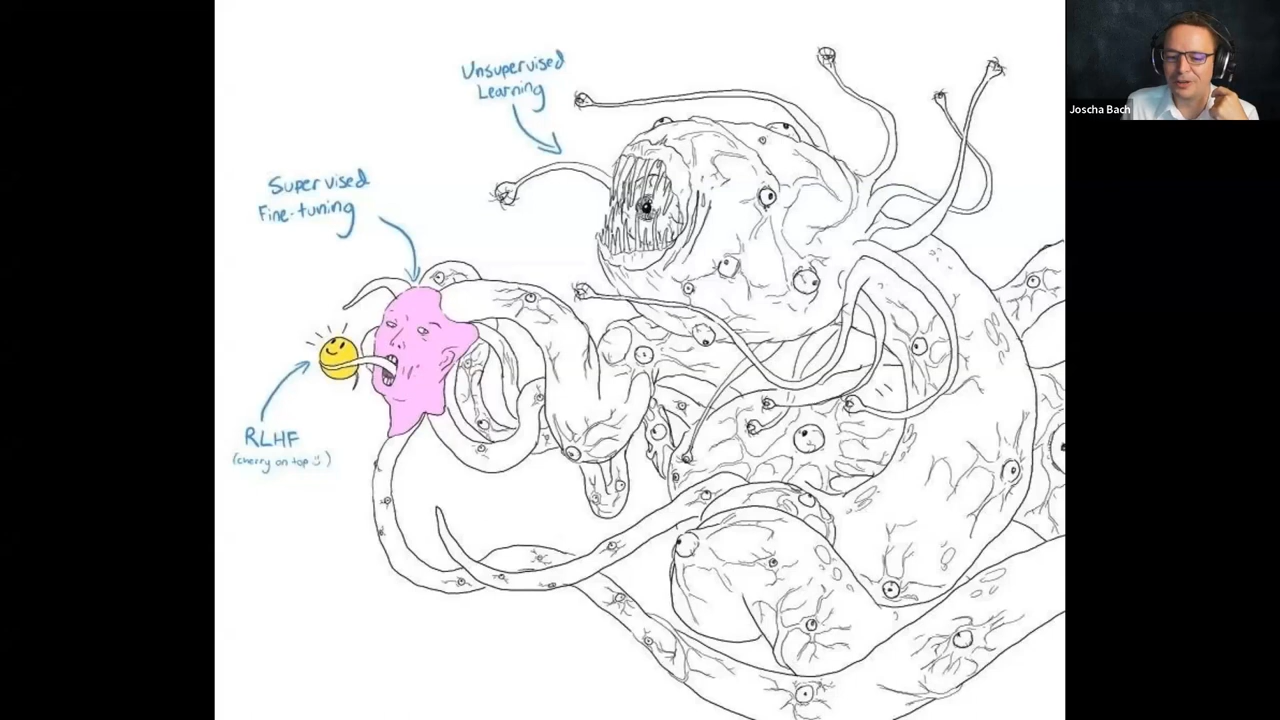 Unsupervised
Learning
Supervised
Fine-tuning
RLHF
(cherry on top :))
Joscha Bach